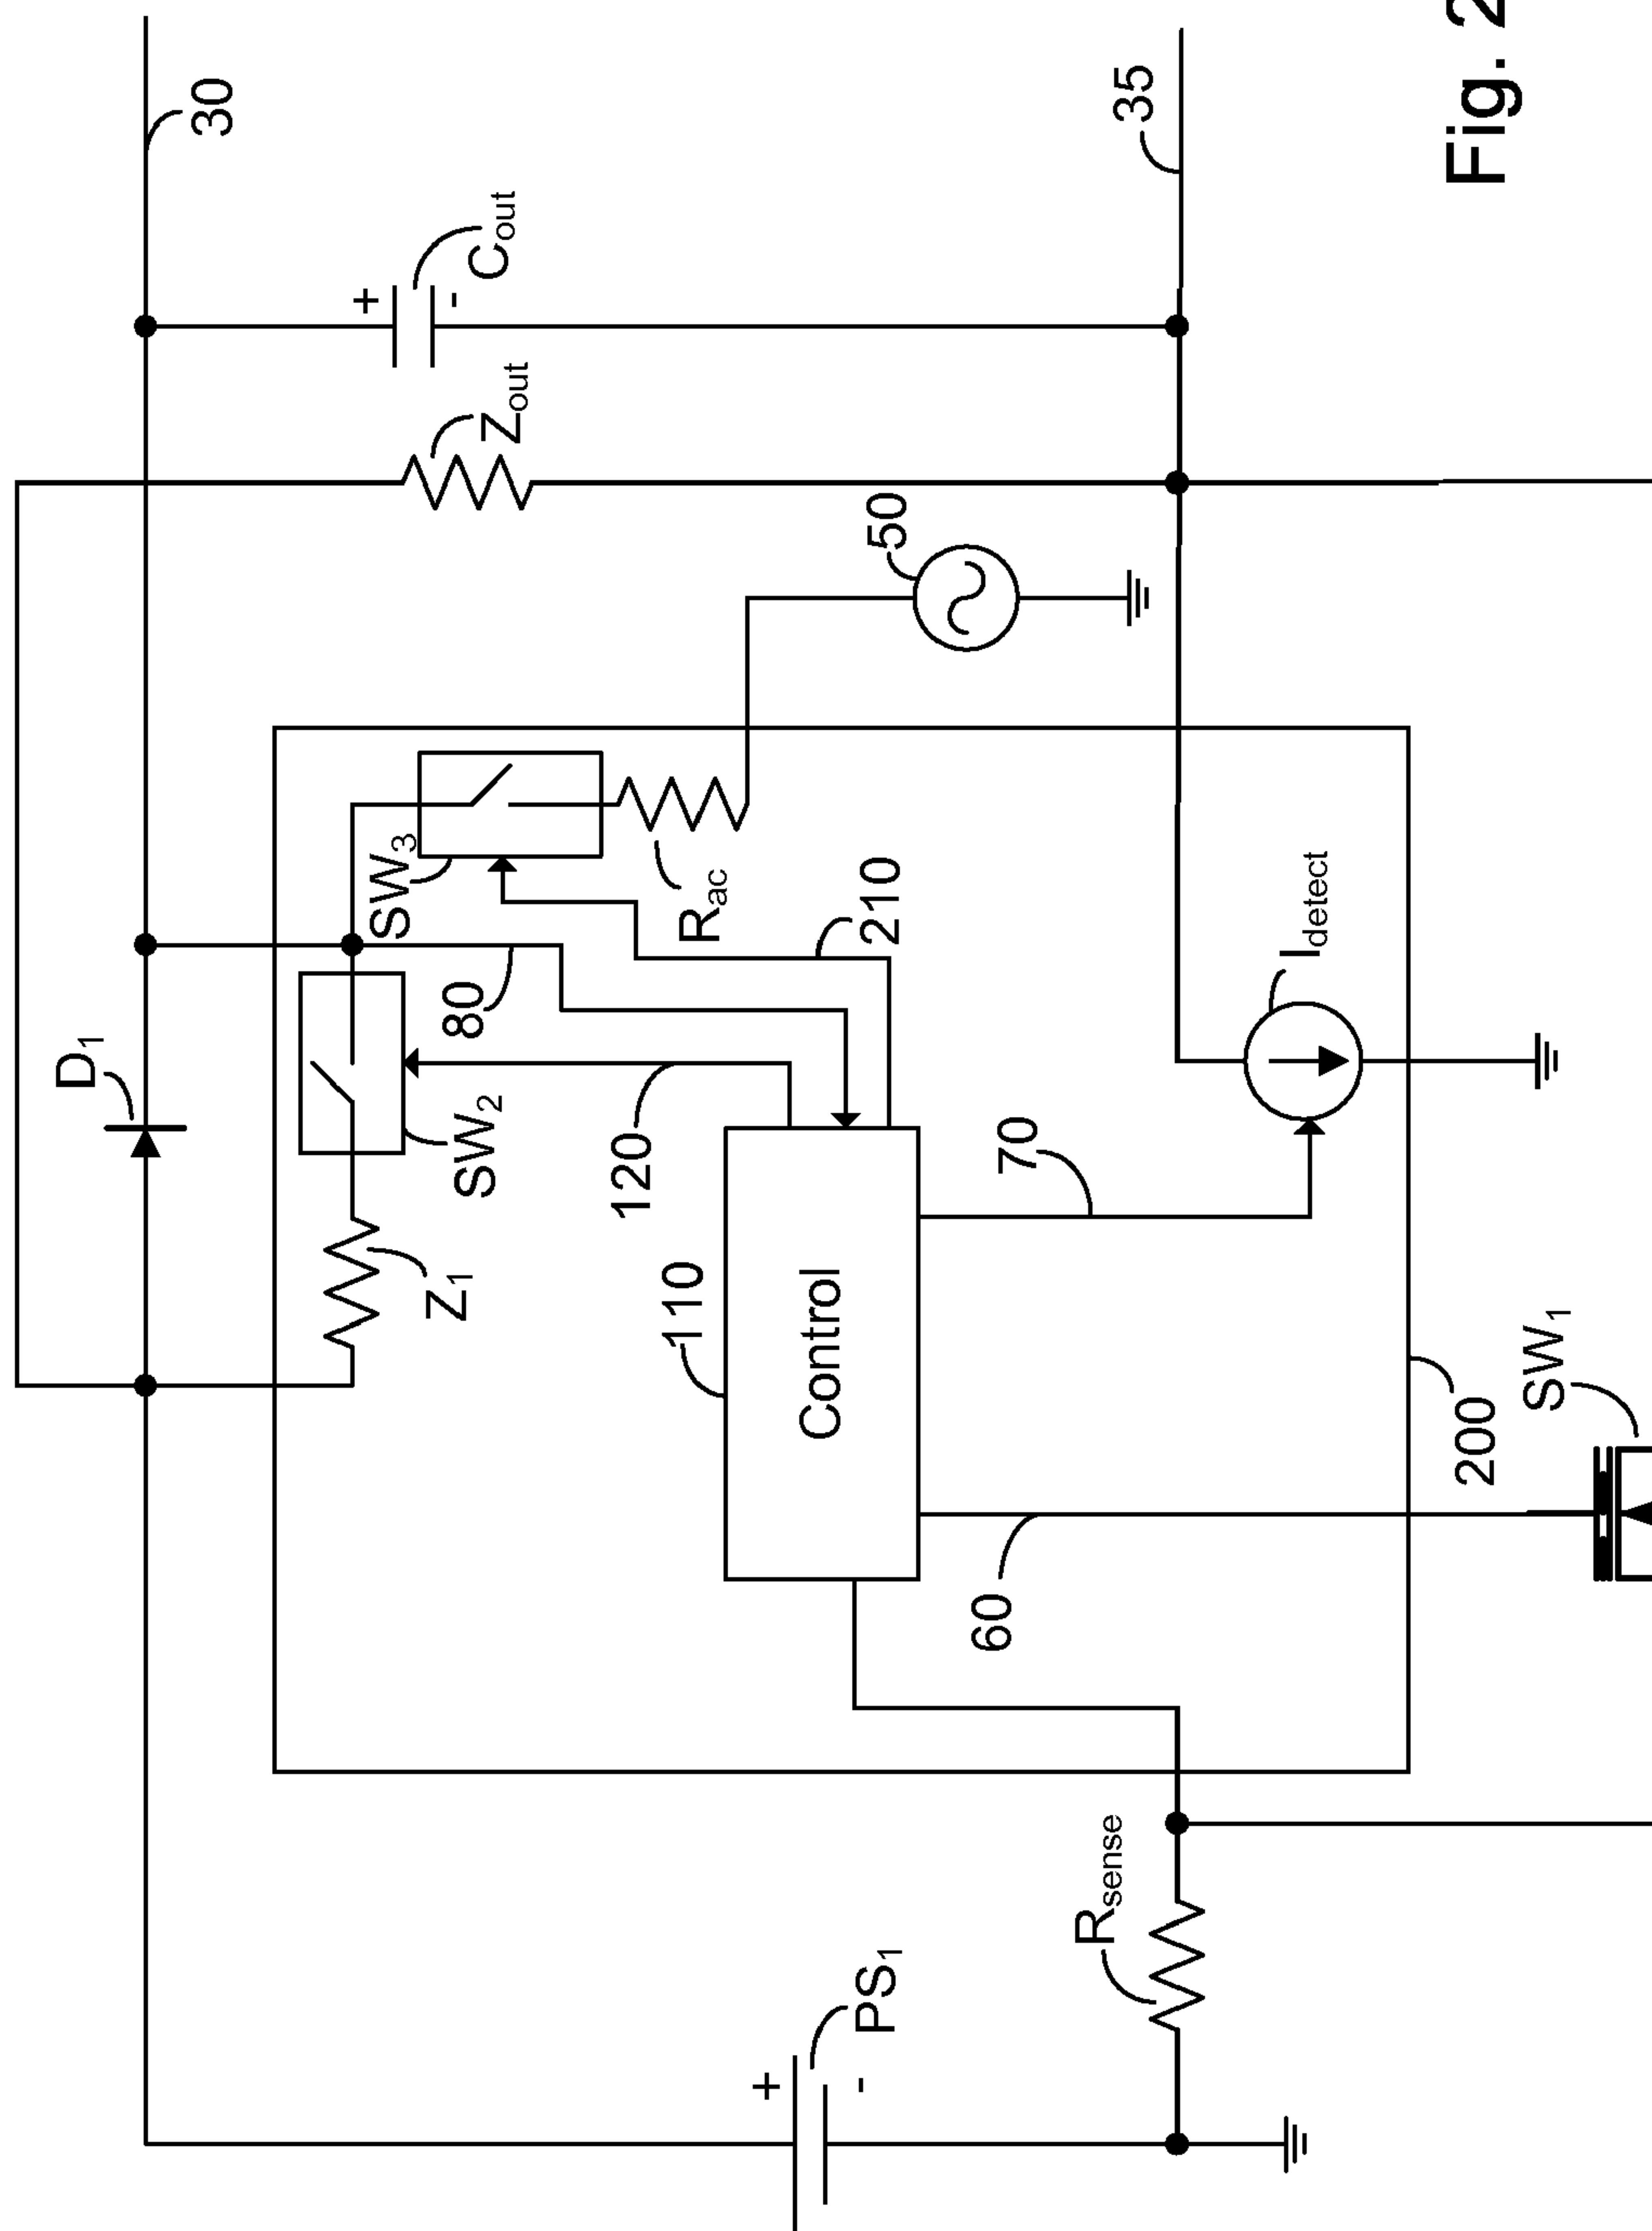 D1
30
+
-
Cout
Zout
SW3
SW2
Z1
80
120
Rac
50
210
110
Control
70
60
35
Idetect
PS1
+
-
Rsense
200
SW1
Fig. 2